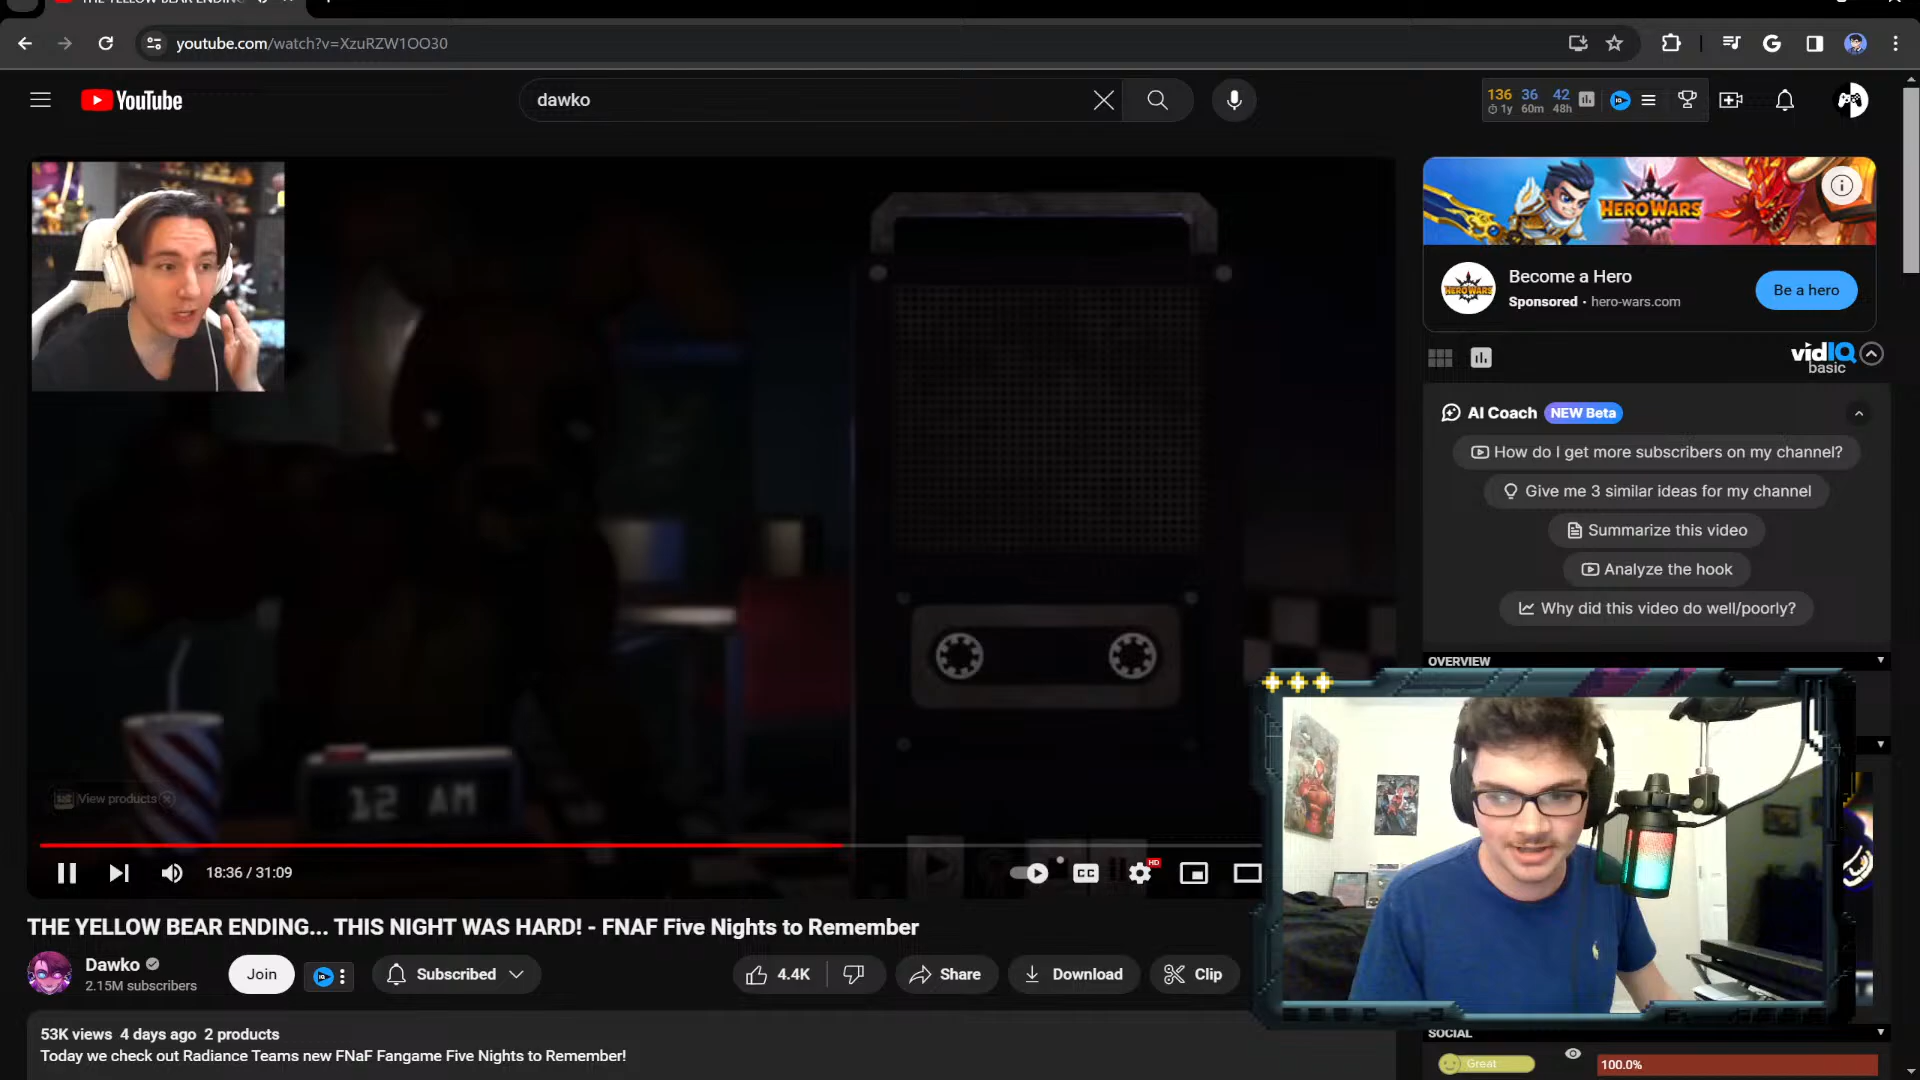 THE YELLOW BEAR ENDING
youtube.com/watch?v=XzuRZW1OO30
YouTube
dawko
136 36 42
1y 60m 48h
HERO WARS
Become a Hero
Sponsored · hero-wars.com
Be a hero
vidIQ
basic
AI Coach NEW Beta
How do I get more subscribers on my channel?
Give me 3 similar ideas for my channel
Summarize this video
Analyze the hook
Why did this video do well/poorly?
OVERVIEW
12 AM
View products
18:36 / 31:09
CC
HD
THE YELLOW BEAR ENDING... THIS NIGHT WAS HARD! - FNAF Five Nights to Remember
Dawko
2.15M subscribers
Join
Subscribed
4.4K
Share
Download
Clip
53K views 4 days ago 2 products
Today we check out Radiance Teams new FNaF Fangame Five Nights to Remember!
SOCIAL
Great
100.0%